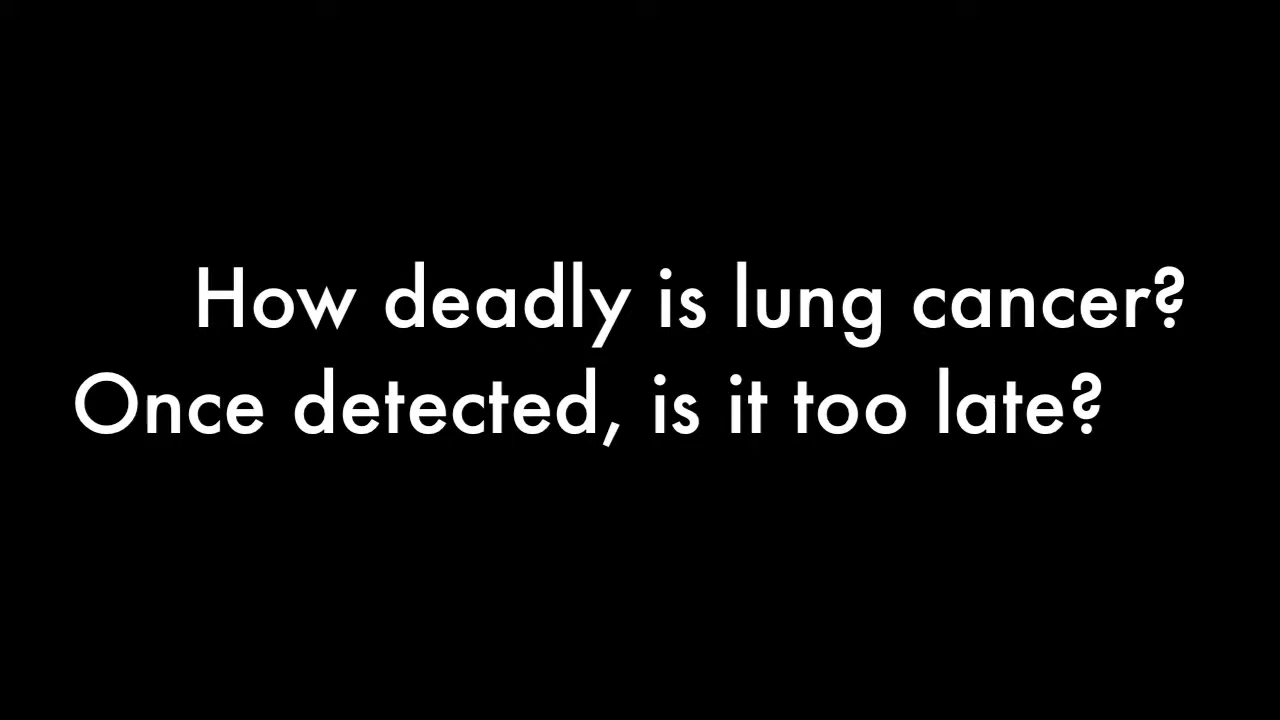 How deadly is lung cancer?
Once detected, is it too late?